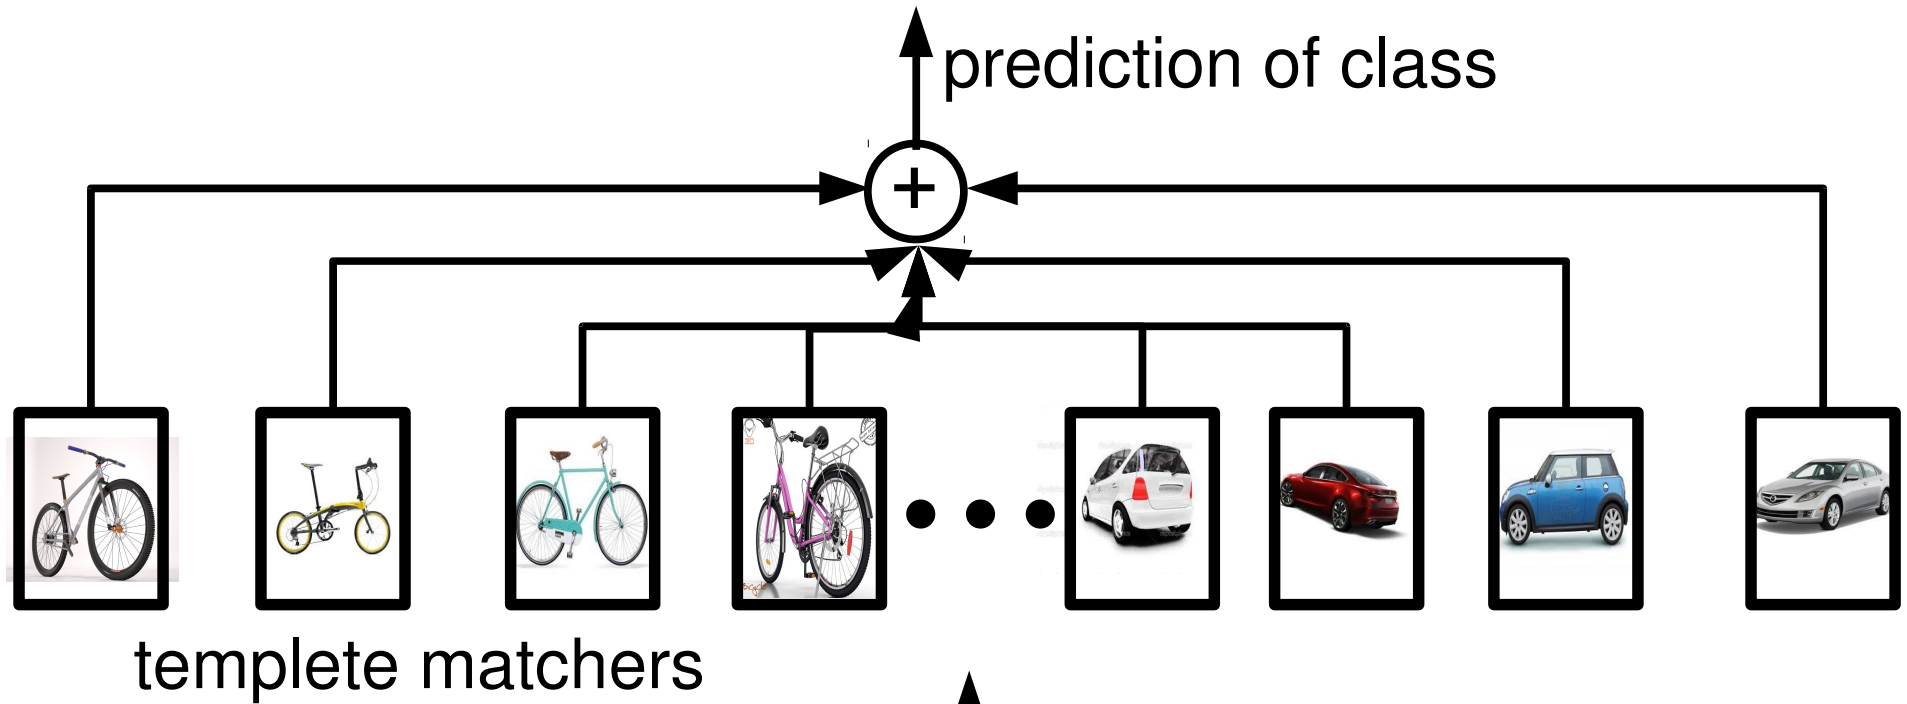 prediction of class
+
templete matchers